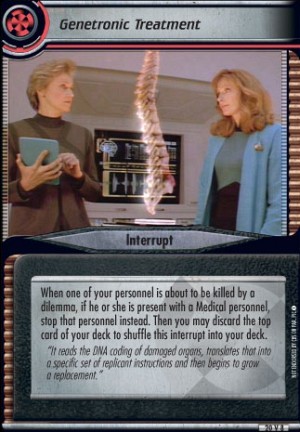 Genetronic Treatment
Interrupt
When one of your personnel is about to be killed by a
dilemma, if he or she is present with a Medical personnel,
stop that personnel instead. Then you may discard the top
card of your deck to shuffle this interrupt into your deck.
"It reads the DNA coding of damaged organs, translates that into
a specific set of replicant instructions and then begins to grow
a replacement."
20 V 8